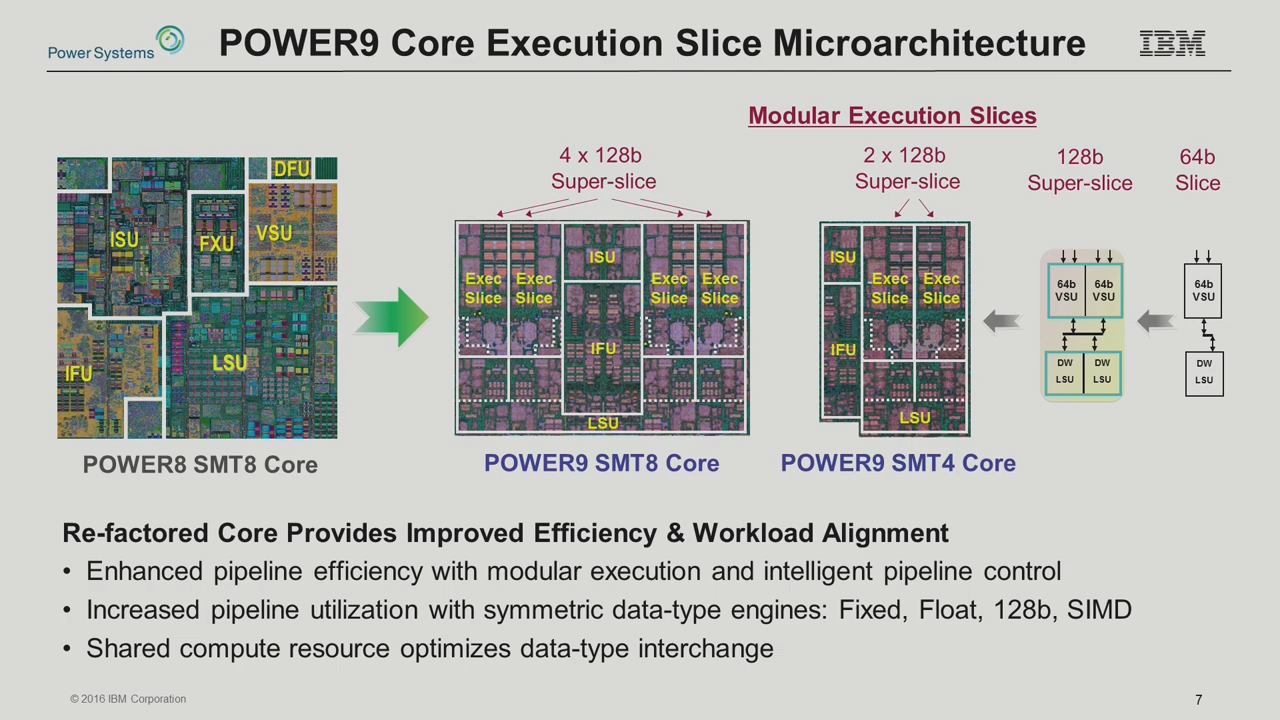 Power Systems
POWER9 Core Execution Slice Microarchitecture
IBM
Modular Execution Slices
4 x 128b
Super-slice
2 x 128b
Super-slice
128b
Super-slice
64b
Slice
DFU
ISU
FXU
VSU
LSU
IFU
POWER8 SMT8 Core
ISU
Exec
Slice
Exec
Slice
Exec
Slice
Exec
Slice
IFU
LSU
POWER9 SMT8 Core
ISU
Exec
Slice
Exec
Slice
IFU
LSU
POWER9 SMT4 Core
64b
VSU
64b
VSU
DW
LSU
DW
LSU
64b
VSU
DW
LSU
Re-factored Core Provides Improved Efficiency & Workload Alignment
• Enhanced pipeline efficiency with modular execution and intelligent pipeline control
• Increased pipeline utilization with symmetric data-type engines: Fixed, Float, 128b, SIMD
• Shared compute resource optimizes data-type interchange
© 2016 IBM Corporation
7